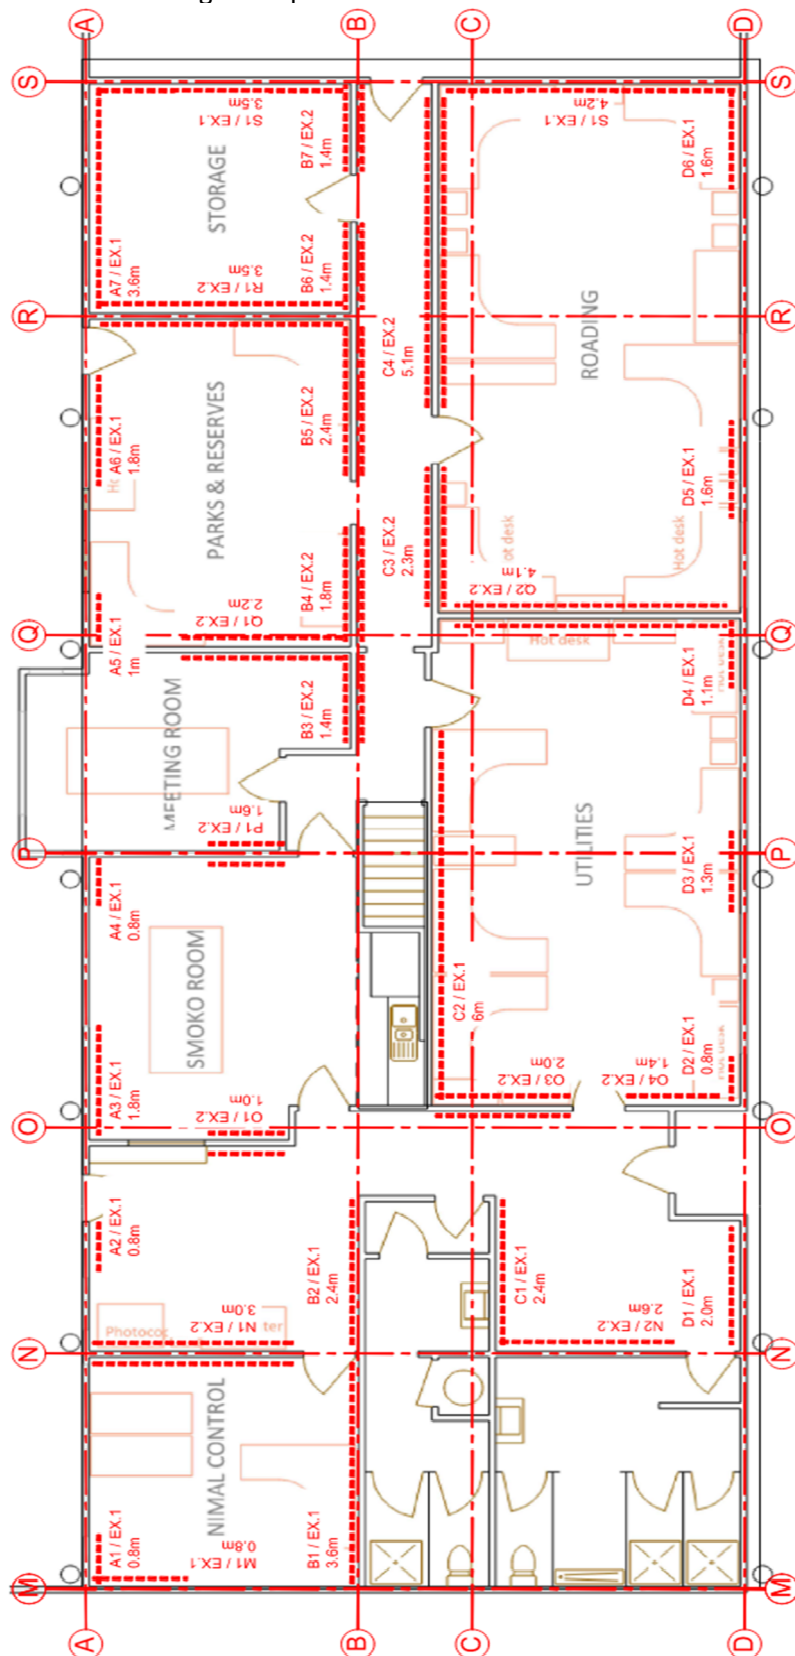 A
B
C
D
S
S
S1 / EX.1
3.5m
B7 / EX.2
1.4m
S1 / EX.1
4.2m
D6 / EX.1
1.6m
STORAGE
A7 / EX.1
3.6m
R1 / EX.2
3.5m
B6 / EX.2
1.4m
R
R
C4 / EX.2
5.1m
ROADING
A6 / EX.1
1.8m
PARKS & RESERVES
B5 / EX.2
2.4m
D5 / EX.1
1.6m
C3 / EX.2
2.3m
Hot desk
A5 / EX.1
1m
Q1 / EX.2
2.2m
B4 / EX.2
1.8m
Q2 / EX.2
4.1m
Q
Q
Hot desk
MEETING ROOM
B3 / EX.2
1.4m
D4 / EX.1
1.1m
P1 / EX.2
1.6m
UTILITIES
P
P
D3 / EX.1
1.3m
A4 / EX.1
0.8m
SMOKO ROOM
C2 / EX.1
6m
A3 / EX.1
1.8m
O1 / EX.2
1.0m
O3 / EX.2
2.0m
O4 / EX.2
1.4m
D2 / EX.1
0.8m
O
O
A2 / EX.1
0.8m
N1 / EX.2
3.0m
B2 / EX.1
2.4m
C1 / EX.1
2.4m
N2 / EX.2
2.6m
D1 / EX.1
2.0m
Photocop
ter
N
N
NIMAL CONTROL
A1 / EX.1
0.8m
M1 / EX.1
0.8m
B1 / EX.1
3.6m
M
M
A
B
C
D